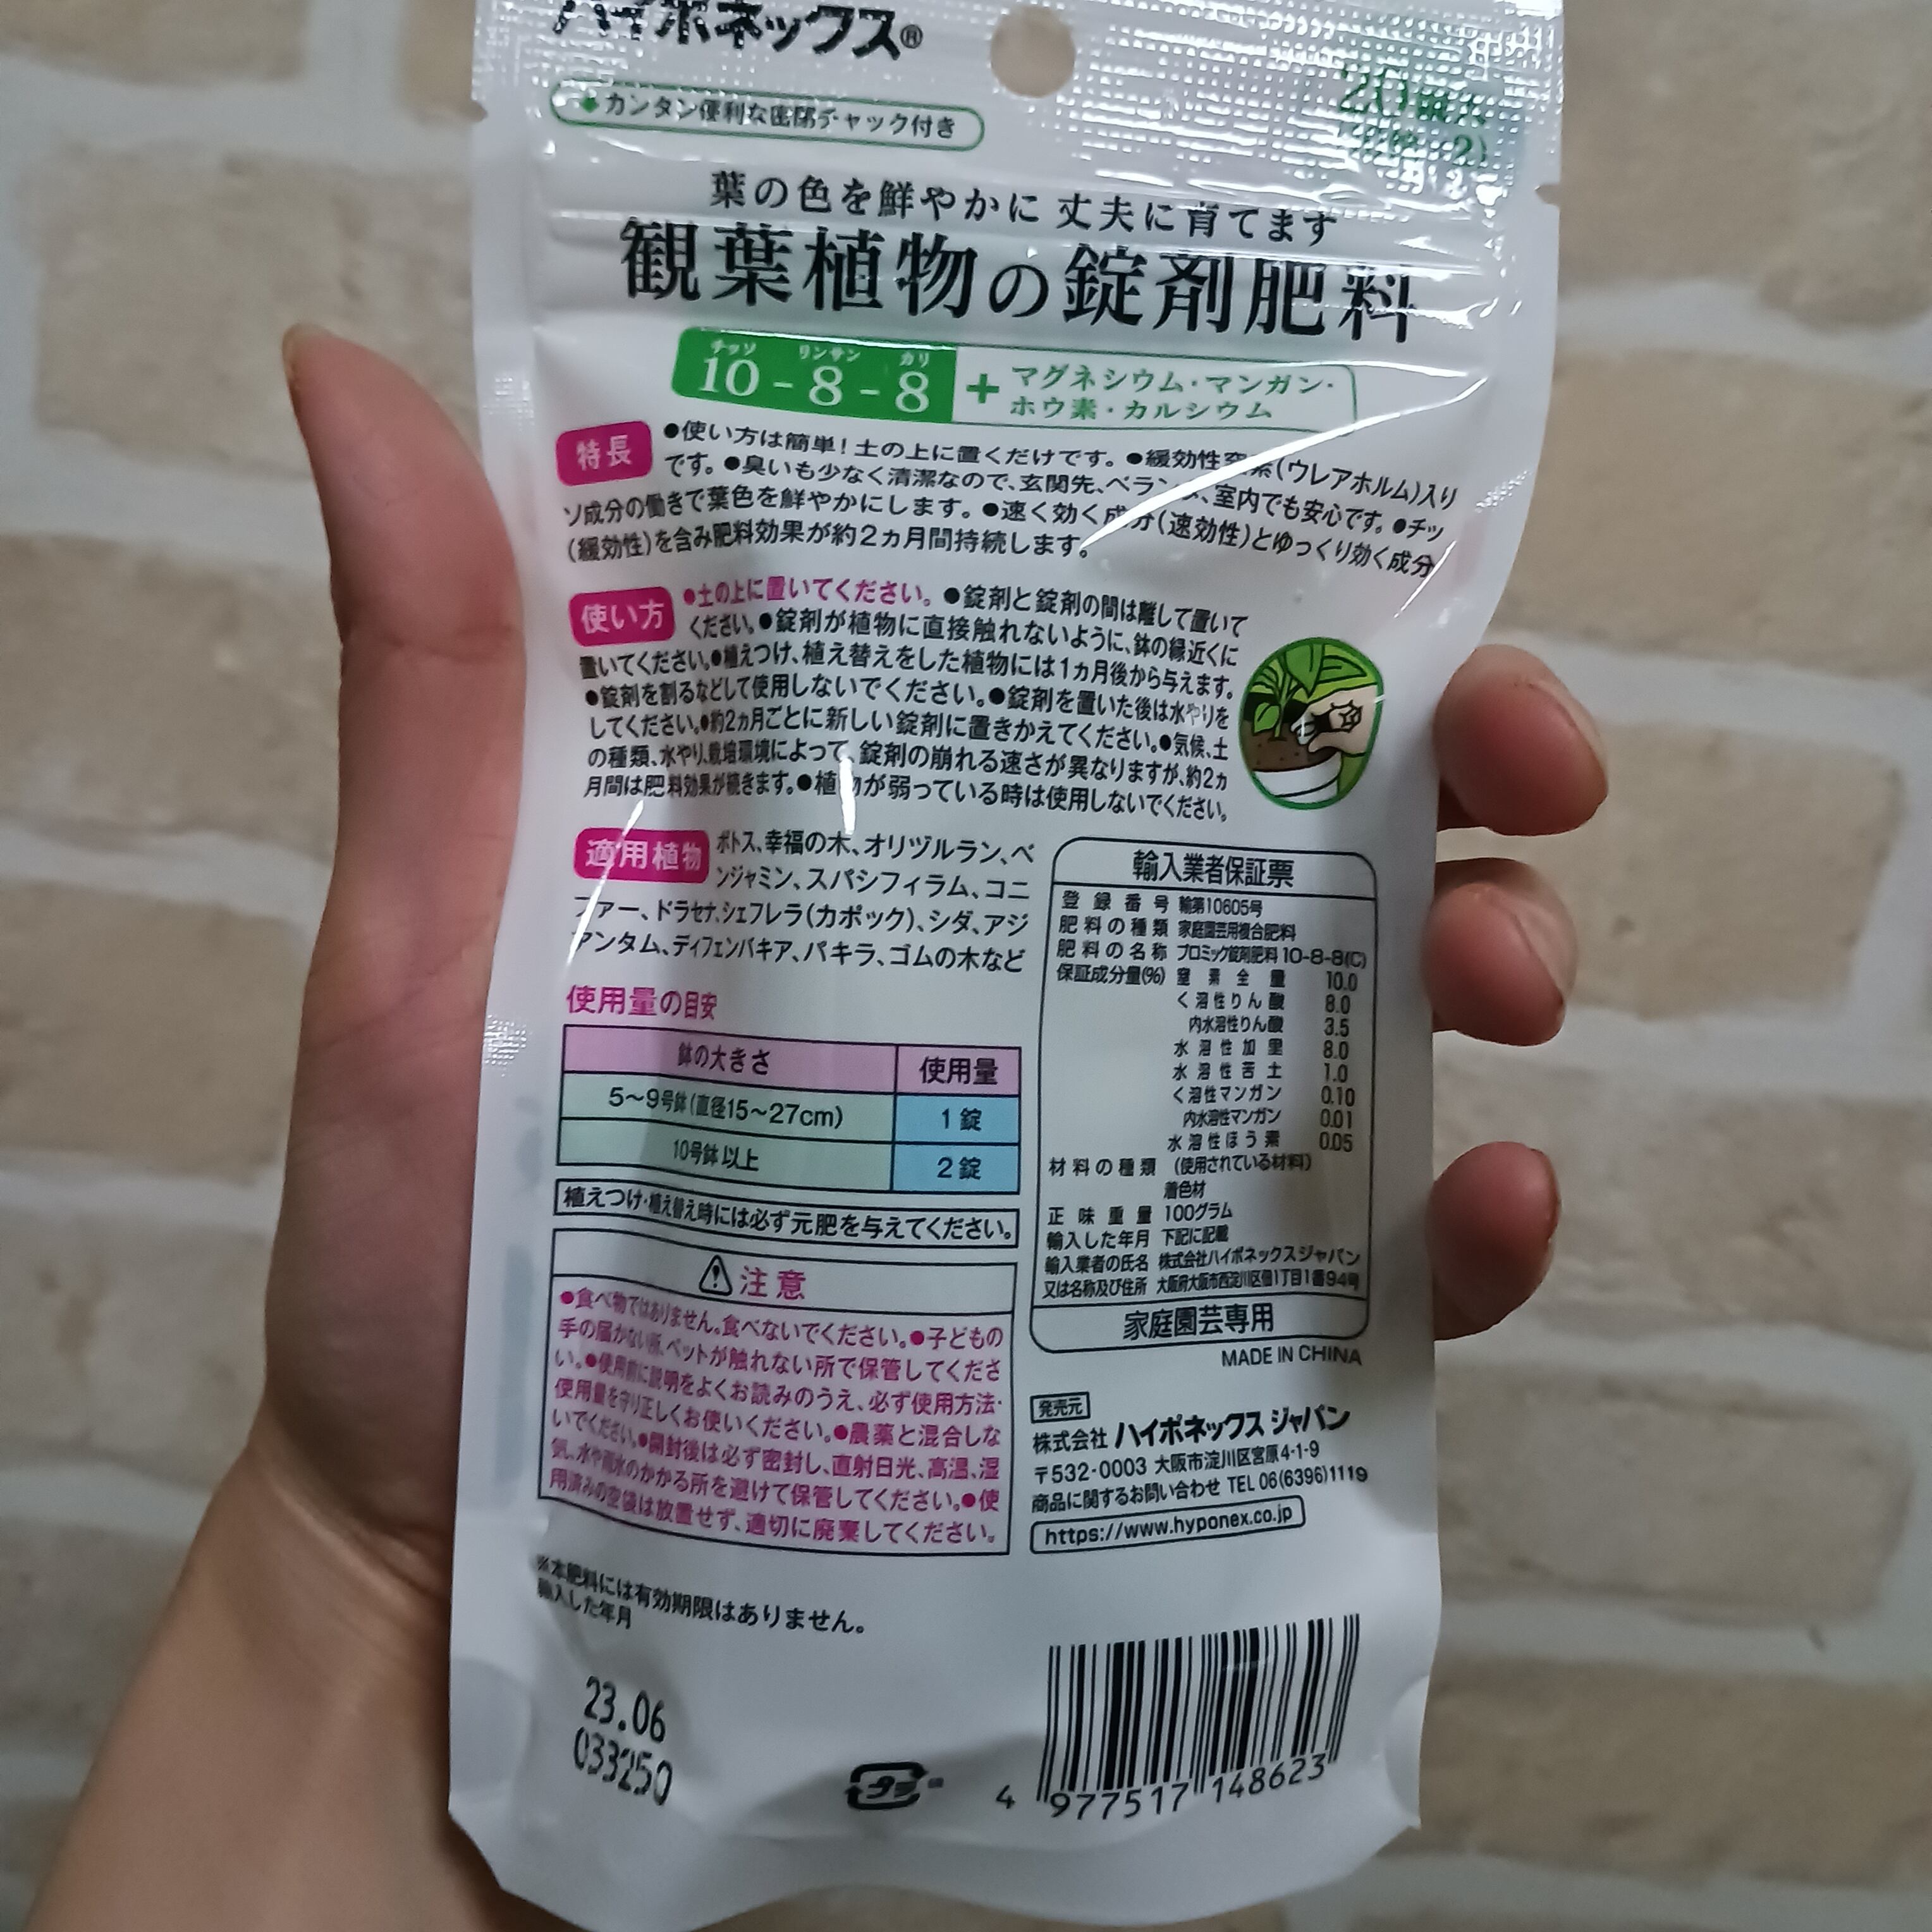 ハイポネックス®
カンタン便利な密閉チャック付き
葉の色を鮮やかに 丈夫に育てます
観葉植物の錠剤肥料
チッソ リンサン カリ
10-8-8 + マグネシウム・マンガン・
ホウ素・カルシウム
特長 ●使い方は簡単!土の上に置くだけです。●緩効性窒素(ウレアホルム)入り
です。●臭いも少なく清潔なので、玄関先、ベランダ、室内でも安心です。●チッ
ソ成分の働きで葉色を鮮やかにします。●速く効く成分(速効性)とゆっくり効く成分
(緩効性)を含み肥料効果が約2ヵ月間持続します。
使い方 ●土の上に置いてください。●錠剤と錠剤の間は離して置いて
ください。●錠剤が植物に直接触れないように、鉢の縁近くに
置いてください。●植えつけ、植え替えをした植物には1ヵ月後から与えます。
●錠剤を割るなどして使用しないでください。●錠剤を置いた後は水やりを
してください。●約2ヵ月ごとに新しい錠剤に置きかえてください。●気候、土
の種類、水やり、栽培環境によって、錠剤の崩れる速さが異なりますが、約2ヵ
月間は肥料効果が続きます。●植物が弱っている時は使用しないでください。
適用植物 ポトス、幸福の木、オリヅルラン、ベ
ンジャミン、スパシフィラム、コニ
ファー、ドラセナ、シェフレラ(カポック)、シダ、アジ
アンタム、ディフェンバキア、パキラ、ゴムの木など
使用量の目安
鉢の大きさ 使用量
5〜9号鉢(直径15〜27cm) 1錠
10号鉢以上 2錠
植えつけ・植え替え時には必ず元肥を与えてください。
注意
●食べ物ではありません。食べないでください。●子どもの
手の届かない所、ペットが触れない所で保管してくださ
い。●使用前に説明をよくお読みのうえ、必ず使用方法・
使用量を守り正しくお使いください。●農薬と混合しな
いでください。●開封後は必ず密封し、直射日光、高温、湿
気、水や雨水のかかる所を避けて保管してください。●使
用済みの空袋は放置せず、適切に廃棄してください。
※本肥料には有効期限はありません。
輸入した年月
23.06
033250
プラ
輸入業者保証票
登録番号 輸第10605号
肥料の種類 家庭園芸用複合肥料
肥料の名称 プロミック錠剤肥料10-8-8(C)
保証成分量(%) 窒素全量 10.0
く溶性りん酸 8.0
内水溶性りん酸 3.5
水溶性加里 8.0
水溶性苦土 1.0
く溶性マンガン 0.10
内水溶性マンガン 0.01
水溶性ほう素 0.05
材料の種類 (使用されている材料)
着色材
正味重量 100グラム
輸入した年月 下記に記載
輸入業者の氏名 株式会社ハイポネックスジャパン
又は名称及び住所 大阪府大阪市西淀川区佃1丁目1番94号
家庭園芸専用
MADE IN CHINA
発売元
株式会社 ハイポネックス ジャパン
〒532-0003 大阪市淀川区宮原4-1-9
商品に関するお問い合わせ TEL 06(6396)1119
https://www.hyponex.co.jp
4 977517 148623